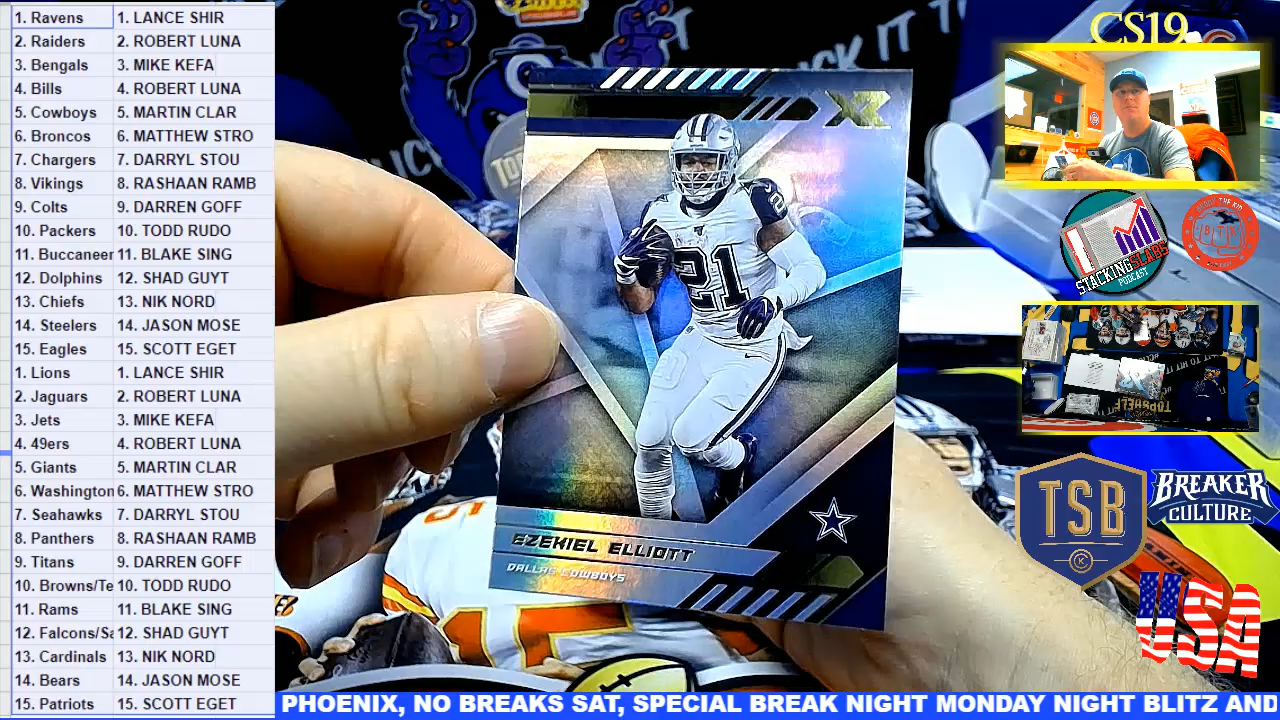 1. Ravens 1. LANCE SHIR
2. Raiders 2. ROBERT LUNA
3. Bengals 3. MIKE KEFA
4. Bills 4. ROBERT LUNA
5. Cowboys 5. MARTIN CLAR
6. Broncos 6. MATTHEW STRO
7. Chargers 7. DARRYL STOU
8. Vikings 8. RASHAAN RAMB
9. Colts 9. DARREN GOFF
10. Packers 10. TODD RUDO
11. Buccaneer 11. BLAKE SING
12. Dolphins 12. SHAD GUYT
13. Chiefs 13. NIK NORD
14. Steelers 14. JASON MOSE
15. Eagles 15. SCOTT EGET
1. Lions 1. LANCE SHIR
2. Jaguars 2. ROBERT LUNA
3. Jets 3. MIKE KEFA
4. 49ers 4. ROBERT LUNA
5. Giants 5. MARTIN CLAR
6. Washington 6. MATTHEW STRO
7. Seahawks 7. DARRYL STOU
8. Panthers 8. RASHAAN RAMB
9. Titans 9. DARREN GOFF
10. Browns/Te 10. TODD RUDO
11. Rams 11. BLAKE SING
12. Falcons/Sa 12. SHAD GUYT
13. Cardinals 13. NIK NORD
14. Bears 14. JASON MOSE
15. Patriots 15. SCOTT EGET
21
21
EZEKIEL ELLIOTT
DALLAS COWBOYS
15
CS19
STACKING SLABS
PODCAST
BTK
TSB
K
BREAKER
CULTURE
USA
PHOENIX, NO BREAKS SAT, SPECIAL BREAK NIGHT MONDAY NIGHT BLITZ AND